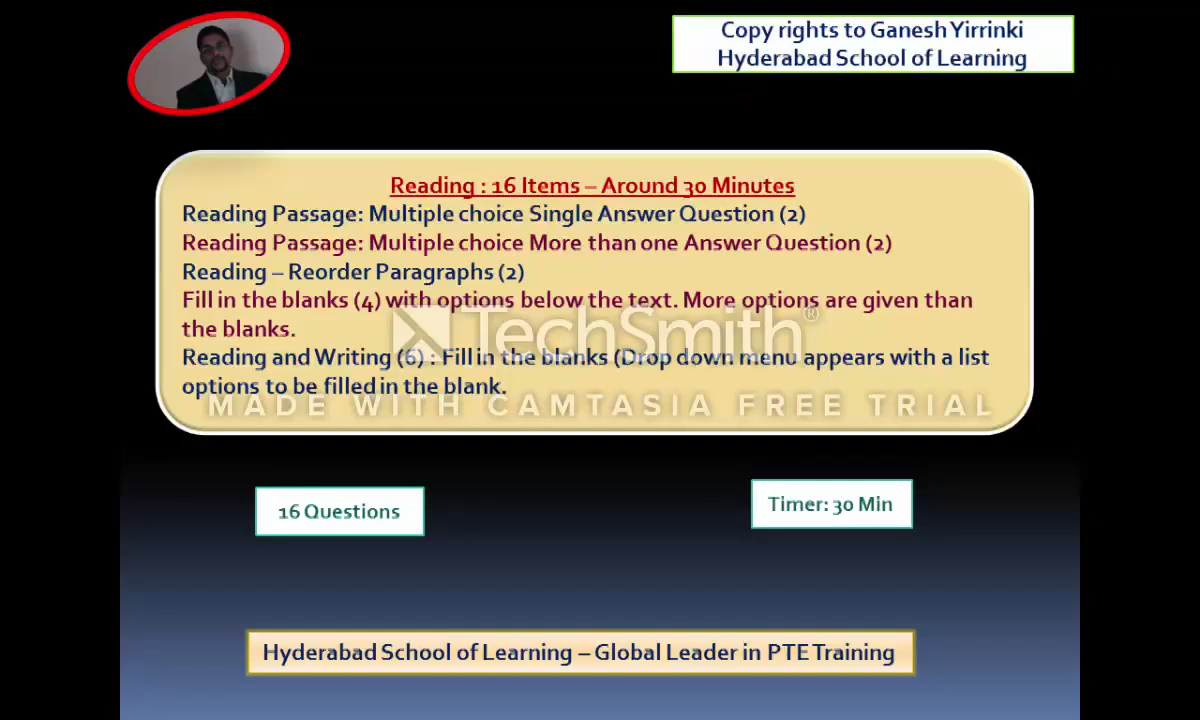 Copy rights to Ganesh Yirrinki
Hyderabad School of Learning
Reading : 16 Items – Around 30 Minutes
Reading Passage: Multiple choice Single Answer Question (2)
Reading Passage: Multiple choice More than one Answer Question (2)
Reading – Reorder Paragraphs (2)
Fill in the blanks (4) with options below the text. More options are given than
the blanks.
TechSmith®
Reading and Writing (6) : Fill in the blanks (Drop down menu appears with a list
options to be filled in the blank.
MADE WITH CAMTASIA FREE TRIAL
16 Questions
Timer: 30 Min
Hyderabad School of Learning – Global Leader in PTE Training